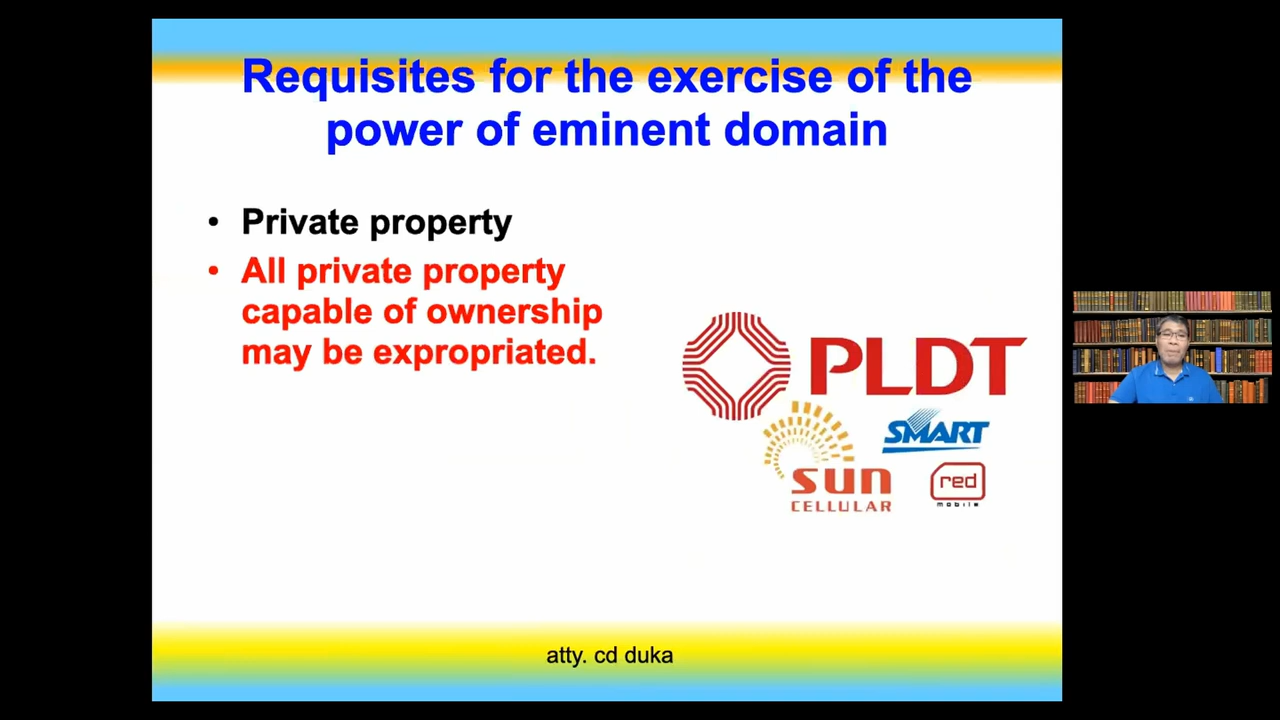 Requisites for the exercise of the
power of eminent domain
• Private property
• All private property
capable of ownership
may be expropriated.
PLDT
SMART
sun
CELLULAR
red
mobile
atty. cd duka